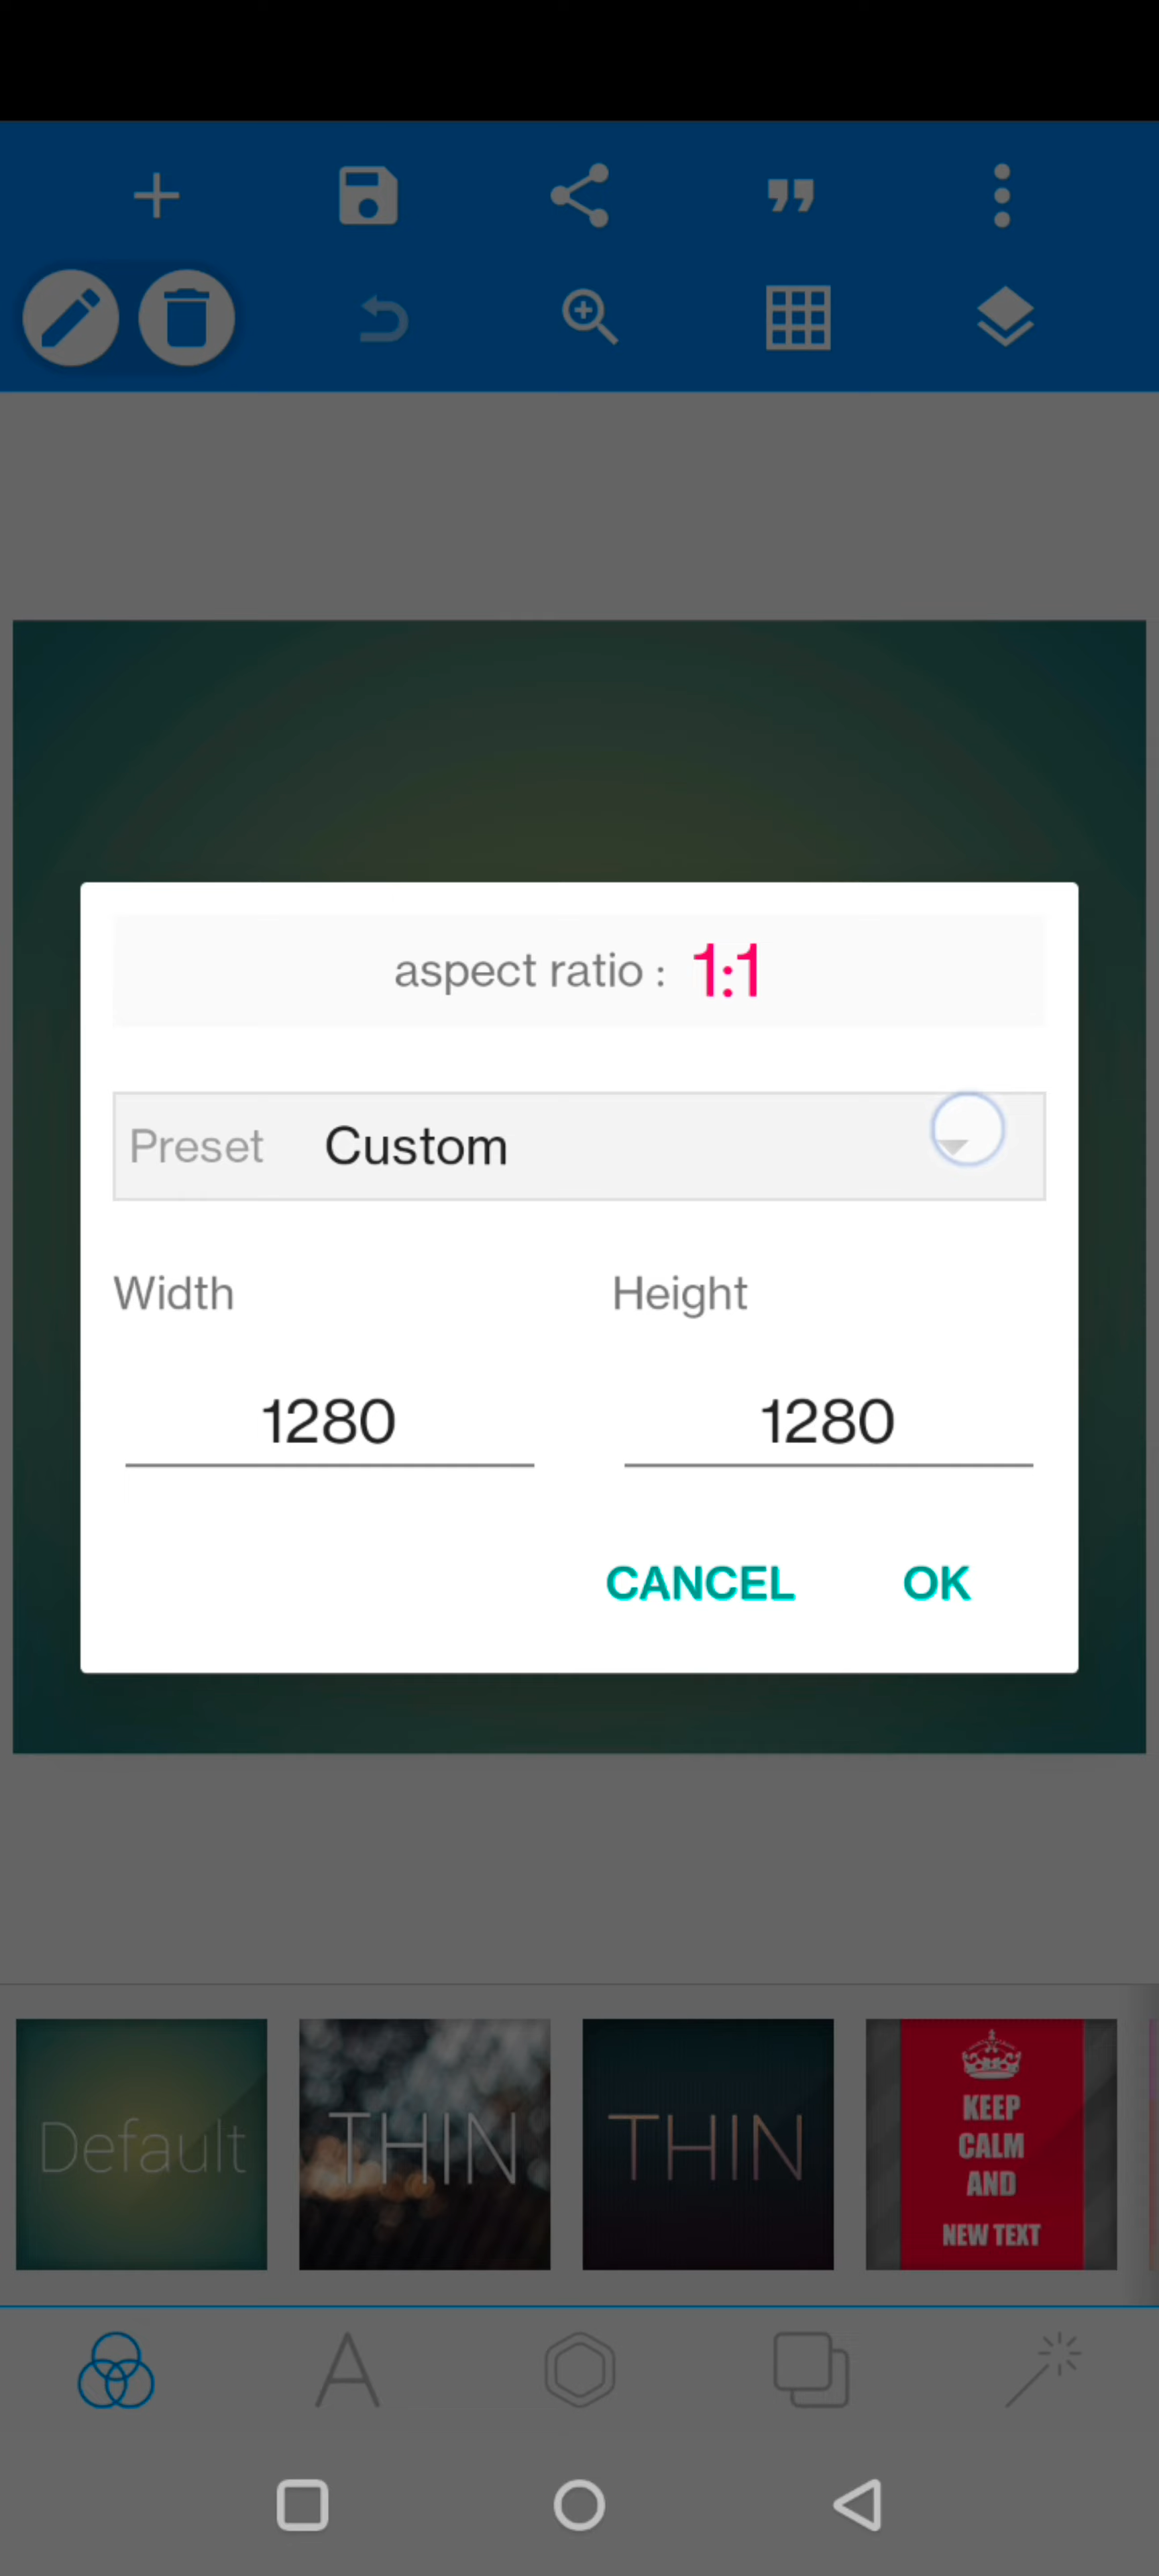 aspect ratio : 1:1
Preset Custom
Width Height
1280 1280
CANCEL OK
Default THIN THIN KEEP
CALM
AND
NEW TEXT